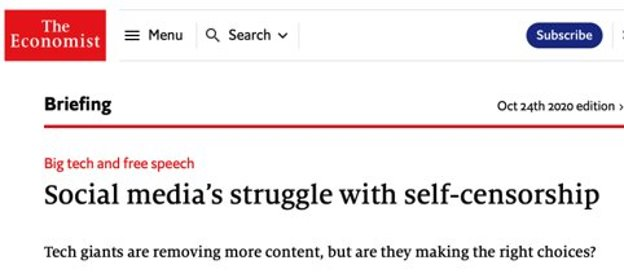 The
Economist
Menu
Search
Subscribe
Briefing
Oct 24th 2020 edition ›
Big tech and free speech
Social media's struggle with self-censorship
Tech giants are removing more content, but are they making the right choices?